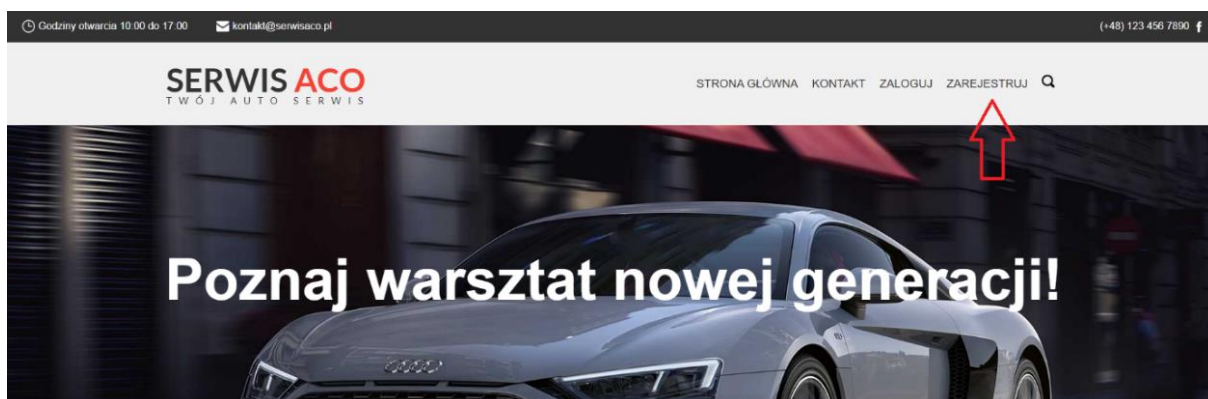 Godziny otwarcia 10:00 do 17.00 kontakt@serwisaco.pl (+48) 123 456 7890 f
SERWIS ACO
TWÓJ AUTO SERWIS
STRONA GŁÓWNA KONTAKT ZALOGUJ ZAREJESTRUJ
Poznaj warsztat nowej generacji!